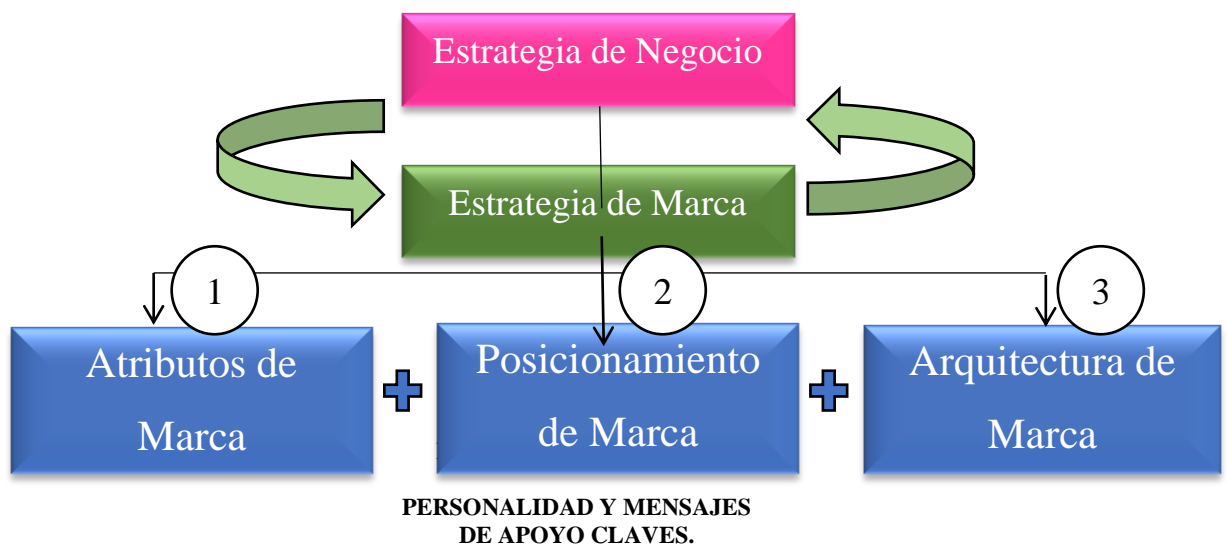 Estrategia de Negocio
Estrategia de Marca
1
2
3
Atributos de
Marca
Posicionamiento
de Marca
Arquitectura de
Marca
PERSONALIDAD Y MENSAJES
DE APOYO CLAVES.